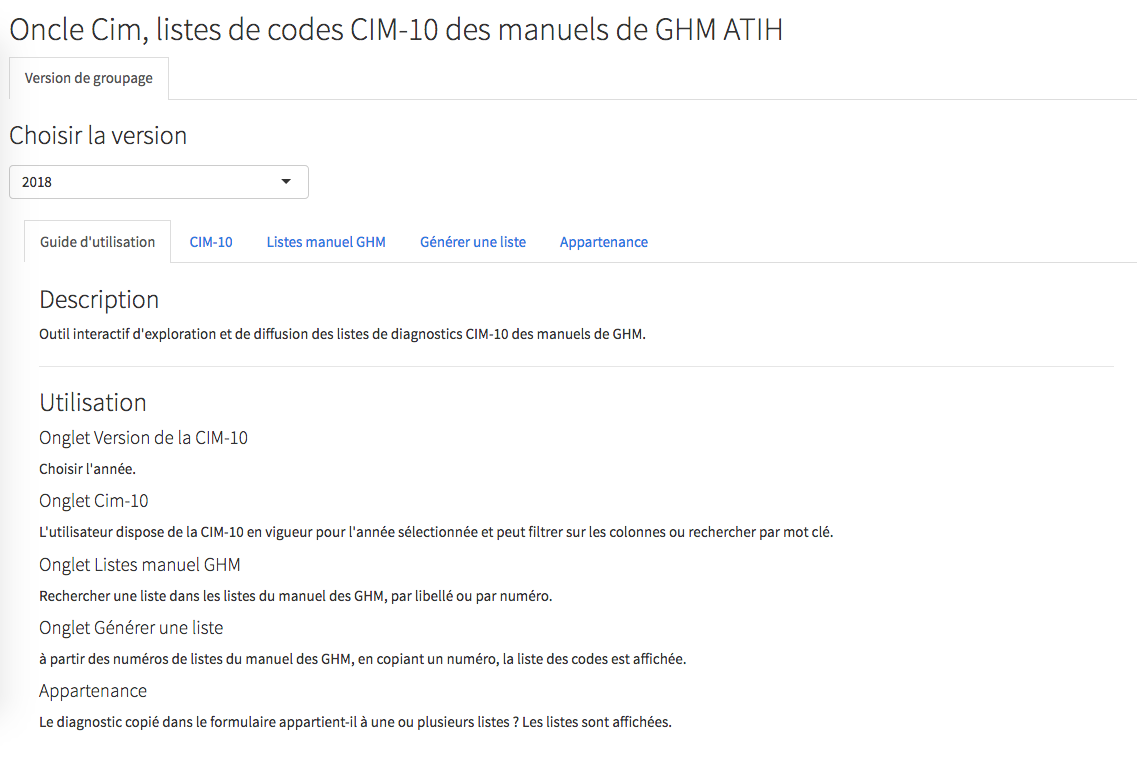 Oncle Cim, listes de codes CIM-10 des manuels de GHM ATIH
Version de groupage
Choisir la version
2018
Guide d'utilisation CIM-10 Listes manuel GHM Générer une liste Appartenance
Description
Outil interactif d'exploration et de diffusion des listes de diagnostics CIM-10 des manuels de GHM.
Utilisation
Onglet Version de la CIM-10
Choisir l'année.
Onglet Cim-10
L'utilisateur dispose de la CIM-10 en vigueur pour l'année sélectionnée et peut filtrer sur les colonnes ou rechercher par mot clé.
Onglet Listes manuel GHM
Rechercher une liste dans les listes du manuel des GHM, par libellé ou par numéro.
Onglet Générer une liste
à partir des numéros de listes du manuel des GHM, en copiant un numéro, la liste des codes est affichée.
Appartenance
Le diagnostic copié dans le formulaire appartient-il à une ou plusieurs listes ? Les listes sont affichées.